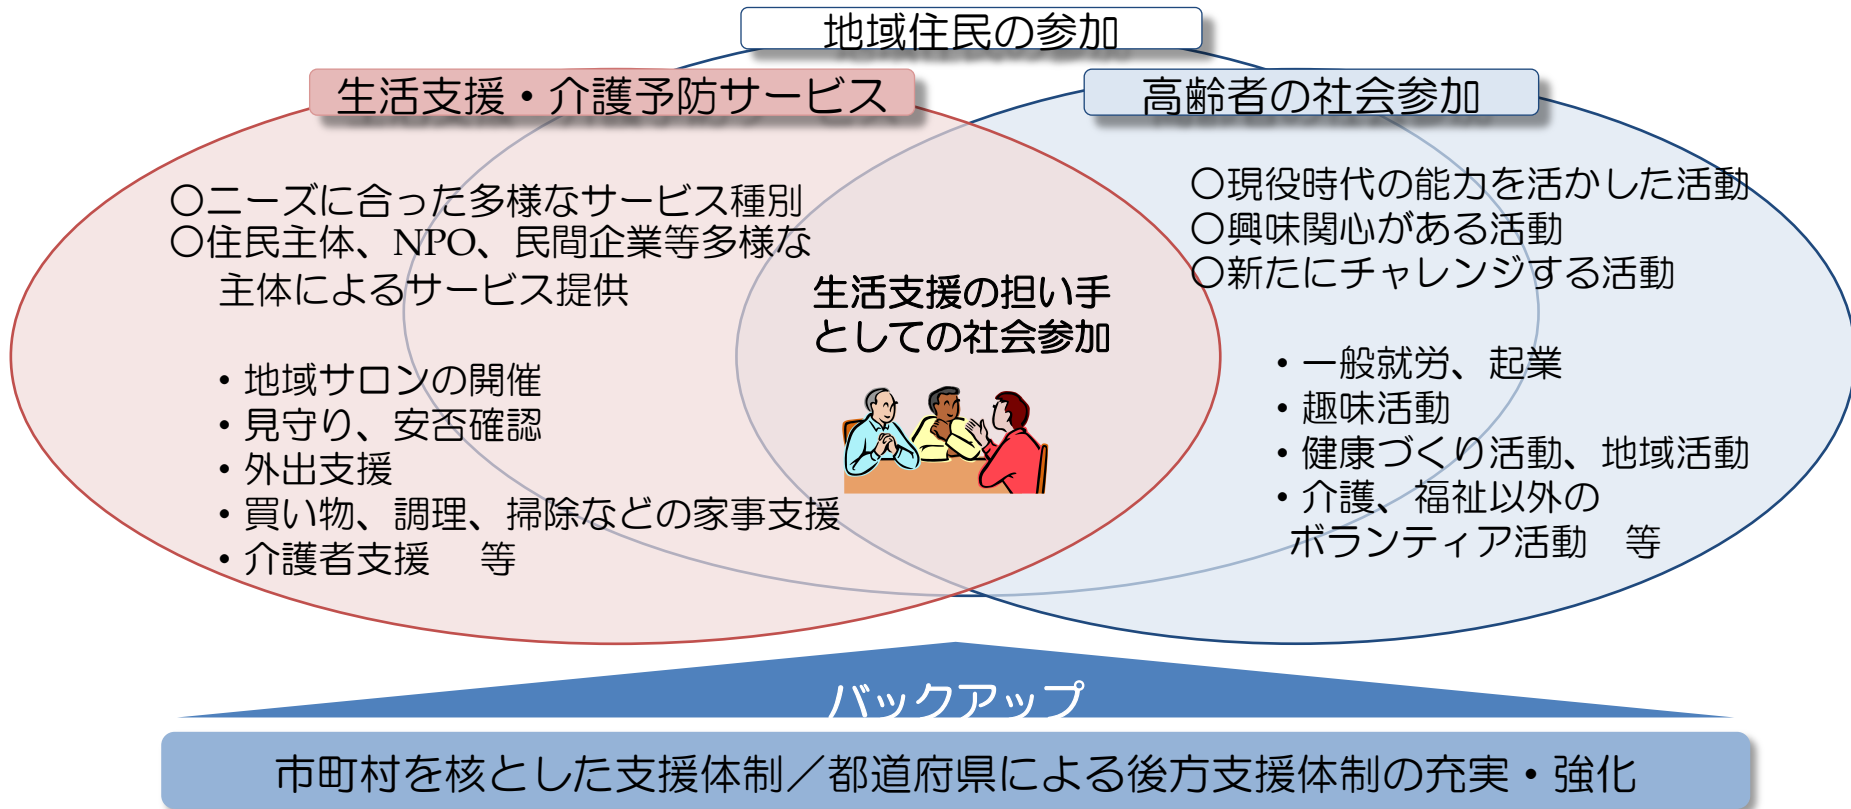 地域住民の参加
生活支援・介護予防サービス
○ニーズに合った多様なサービス種別
○住民主体、NPO、民間企業等多様な
主体によるサービス提供
・地域サロンの開催
・見守り、安否確認
・外出支援
・買い物、調理、掃除などの家事支援
・介護者支援　等
生活支援の担い手
としての社会参加
高齢者の社会参加
○現役時代の能力を活かした活動
○興味関心がある活動
○新たにチャレンジする活動
・一般就労、起業
・趣味活動
・健康づくり活動、地域活動
・介護、福祉以外の
ボランティア活動　等
バックアップ
市町村を核とした支援体制／都道府県による後方支援体制の充実・強化